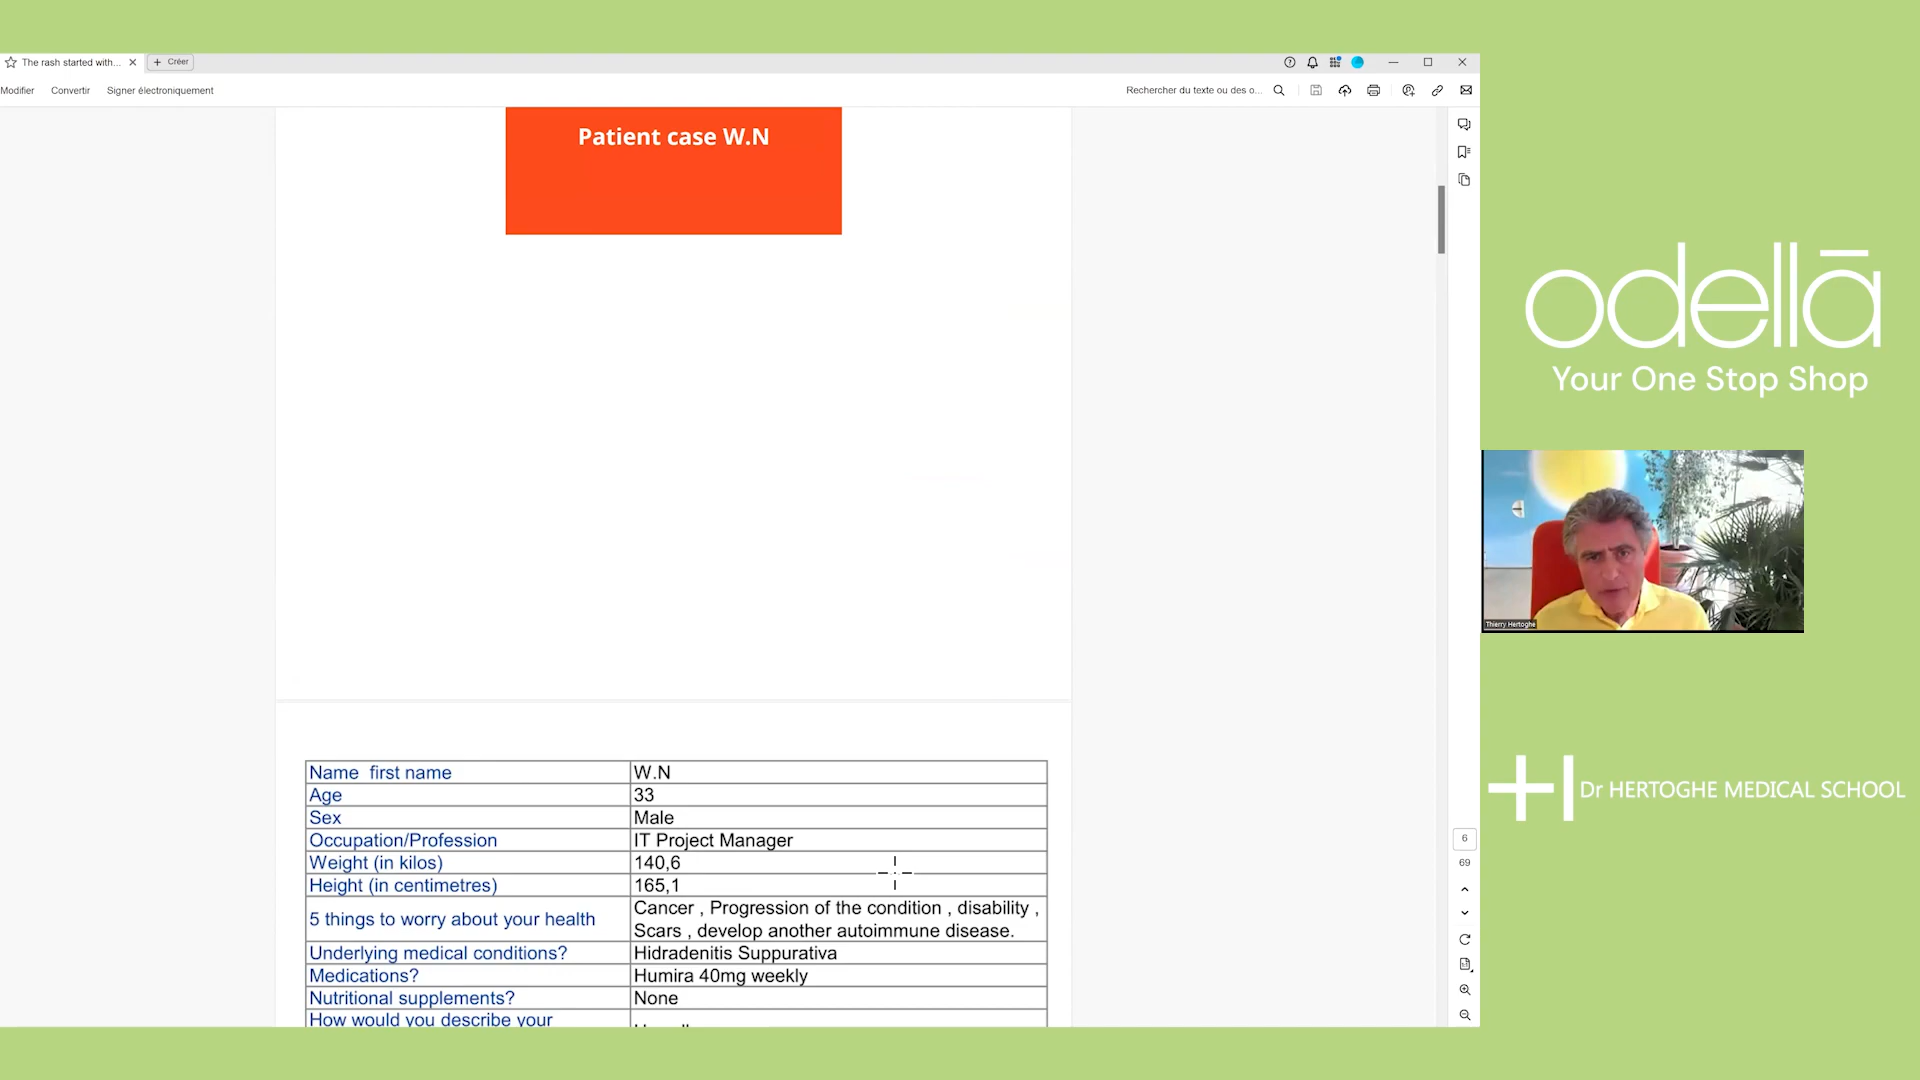 The rash started with...
Créer
Modifier
Convertir
Signer électroniquement
Rechercher du texte ou des o...
Patient case W.N
odellā
Your One Stop Shop
Thierry Hertoghe
Dr HERTOGHE MEDICAL SCHOOL
Name first name W.N
Age 33
Sex Male
Occupation/Profession IT Project Manager
Weight (in kilos) 140,6
Height (in centimetres) 165,1
5 things to worry about your health Cancer , Progression of the condition , disability ,
Scars , develop another autoimmune disease.
Underlying medical conditions? Hidradenitis Suppurativa
Medications? Humira 40mg weekly
Nutritional supplements? None
How would you describe your
6
69